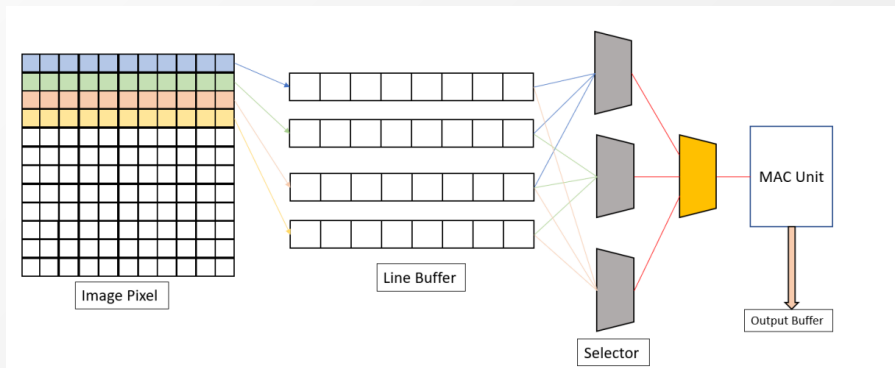 Image Pixel
Line Buffer
Selector
MAC Unit
Output Buffer